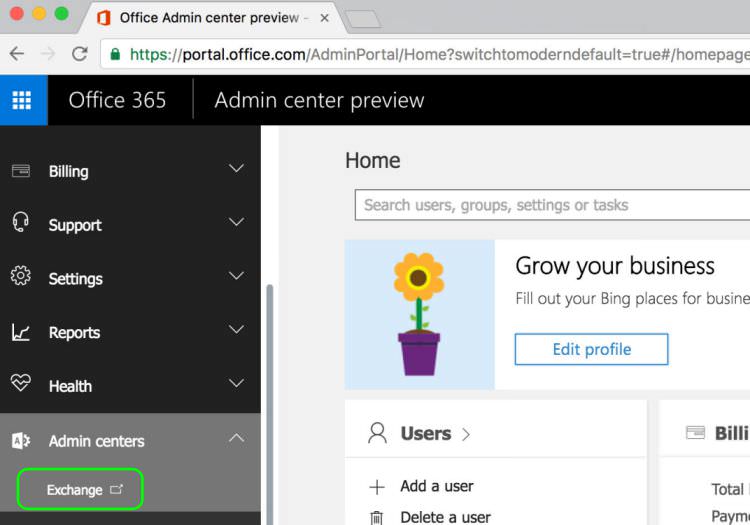 Office Admin center preview -
https://portal.office.com/AdminPortal/Home?switchtomoderndefault=true#/homepage
Office 365
Admin center preview
Billing
Support
Settings
Reports
Health
Admin centers
Exchange
Home
Search users, groups, settings or tasks
Grow your business
Fill out your Bing places for busine
Edit profile
Users
Add a user
Delete a user
Billi
Total
Payme